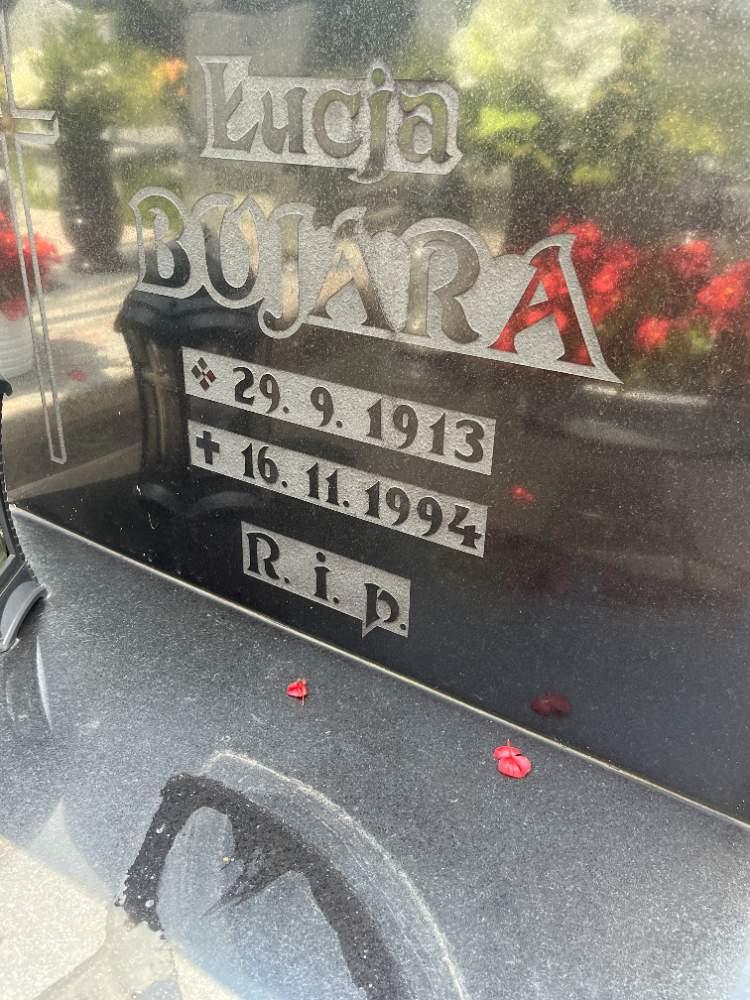 Łucja
BUJARA
29. 9. 1913
16. 11. 1994
R. i. p.